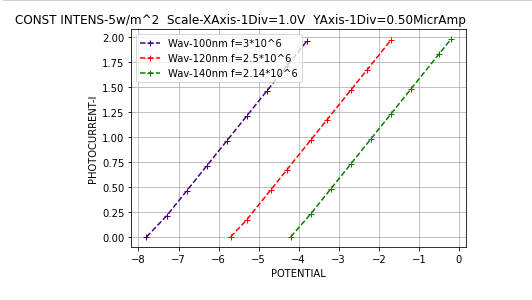 CONST INTENS-5w/m^2 Scale-XAxis-1Div=1.0V YAxis-1Div=0.50MicrAmp
2.00
1.75
1.50
1.25
1.00
0.75
0.50
0.25
0.00
PHOTOCURRENT-I
Wav-100nm f=3*10^6
Wav-120nm f=2.5*10^6
Wav-140nm f=2.14*10^6
−8 −7 −6 −5 −4 −3 −2 −1 0
POTENTIAL